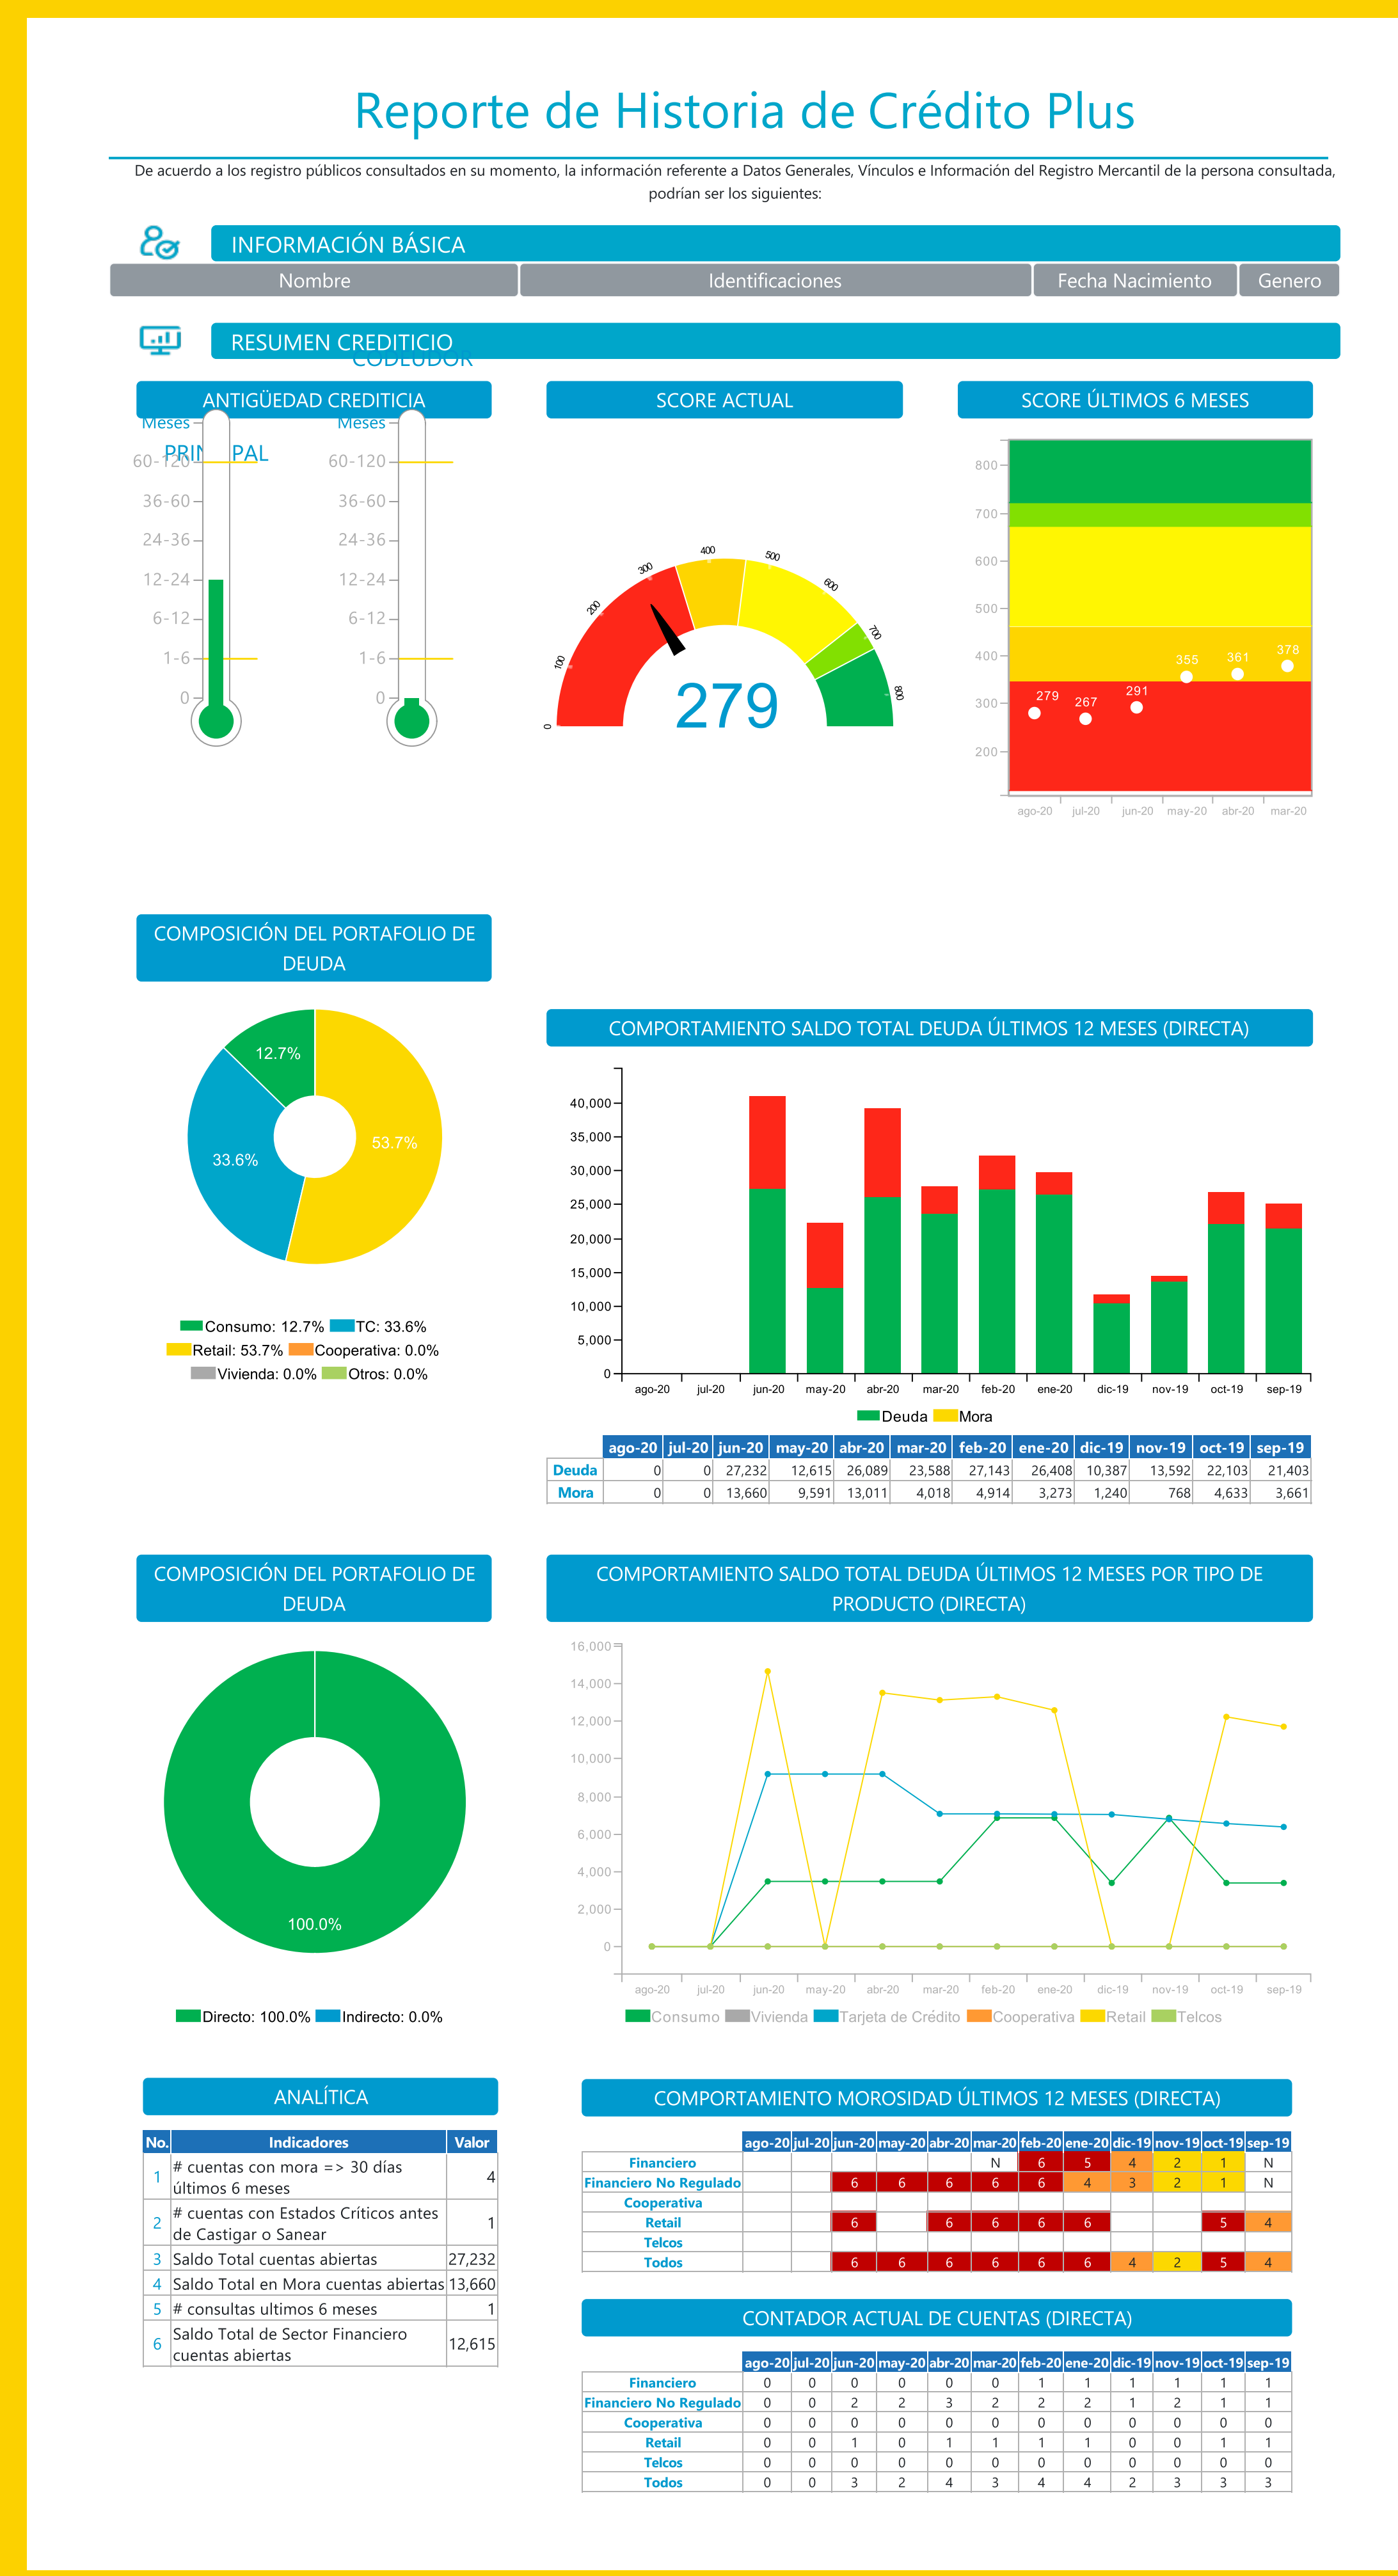 Reporte de Historia de Crédito Plus
De acuerdo a los registro públicos consultados en su momento, la información referente a Datos Generales, Vínculos e Información del Registro Mercantil de la persona consultada,
podrían ser los siguientes:
INFORMACIÓN BÁSICA
Nombre Identificaciones Fecha Nacimiento Genero
RESUMEN CREDITICIO
CODEUDOR
ANTIGÜEDAD CREDITICIA
Meses
PRINCIPAL
60-120
36-60
24-36
12-24
6-12
1-6
0
Meses
60-120
36-60
24-36
12-24
6-12
1-6
0
SCORE ACTUAL
0 100 200 300 400 500 600 700 800
279
SCORE ÚLTIMOS 6 MESES
800
700
600
500
400
300
200
279 267 291 355 361 378
ago-20 jul-20 jun-20 may-20 abr-20 mar-20
COMPOSICIÓN DEL PORTAFOLIO DE
DEUDA
12.7%
53.7%
33.6%
Consumo: 12.7% TC: 33.6%
Retail: 53.7% Cooperativa: 0.0%
Vivienda: 0.0% Otros: 0.0%
COMPORTAMIENTO SALDO TOTAL DEUDA ÚLTIMOS 12 MESES (DIRECTA)
40,000
35,000
30,000
25,000
20,000
15,000
10,000
5,000
0
ago-20 jul-20 jun-20 may-20 abr-20 mar-20 feb-20 ene-20 dic-19 nov-19 oct-19 sep-19
Deuda Mora
ago-20 jul-20 jun-20 may-20 abr-20 mar-20 feb-20 ene-20 dic-19 nov-19 oct-19 sep-19
Deuda 0 0 27,232 12,615 26,089 23,588 27,143 26,408 10,387 13,592 22,103 21,403
Mora 0 0 13,660 9,591 13,011 4,018 4,914 3,273 1,240 768 4,633 3,661
COMPOSICIÓN DEL PORTAFOLIO DE
DEUDA
100.0%
Directo: 100.0% Indirecto: 0.0%
COMPORTAMIENTO SALDO TOTAL DEUDA ÚLTIMOS 12 MESES POR TIPO DE
PRODUCTO (DIRECTA)
16,000
14,000
12,000
10,000
8,000
6,000
4,000
2,000
0
ago-20 jul-20 jun-20 may-20 abr-20 mar-20 feb-20 ene-20 dic-19 nov-19 oct-19 sep-19
Consumo Vivienda Tarjeta de Crédito Cooperativa Retail Telcos
ANALÍTICA
No. Indicadores Valor
1 # cuentas con mora => 30 días
últimos 6 meses 4
2 # cuentas con Estados Críticos antes
de Castigar o Sanear 1
3 Saldo Total cuentas abiertas 27,232
4 Saldo Total en Mora cuentas abiertas 13,660
5 # consultas ultimos 6 meses 1
6 Saldo Total de Sector Financiero
cuentas abiertas 12,615
COMPORTAMIENTO MOROSIDAD ÚLTIMOS 12 MESES (DIRECTA)
ago-20 jul-20 jun-20 may-20 abr-20 mar-20 feb-20 ene-20 dic-19 nov-19 oct-19 sep-19
Financiero N 6 5 4 2 1 N
Financiero No Regulado 6 6 6 6 6 4 3 2 1 N
Cooperativa
Retail 6 6 6 6 6 5 4
Telcos
Todos 6 6 6 6 6 6 4 2 5 4
CONTADOR ACTUAL DE CUENTAS (DIRECTA)
ago-20 jul-20 jun-20 may-20 abr-20 mar-20 feb-20 ene-20 dic-19 nov-19 oct-19 sep-19
Financiero 0 0 0 0 0 0 1 1 1 1 1 1
Financiero No Regulado 0 0 2 2 3 2 2 2 1 2 1 1
Cooperativa 0 0 0 0 0 0 0 0 0 0 0 0
Retail 0 0 1 0 1 1 1 1 0 0 1 1
Telcos 0 0 0 0 0 0 0 0 0 0 0 0
Todos 0 0 3 2 4 3 4 4 2 3 3 3